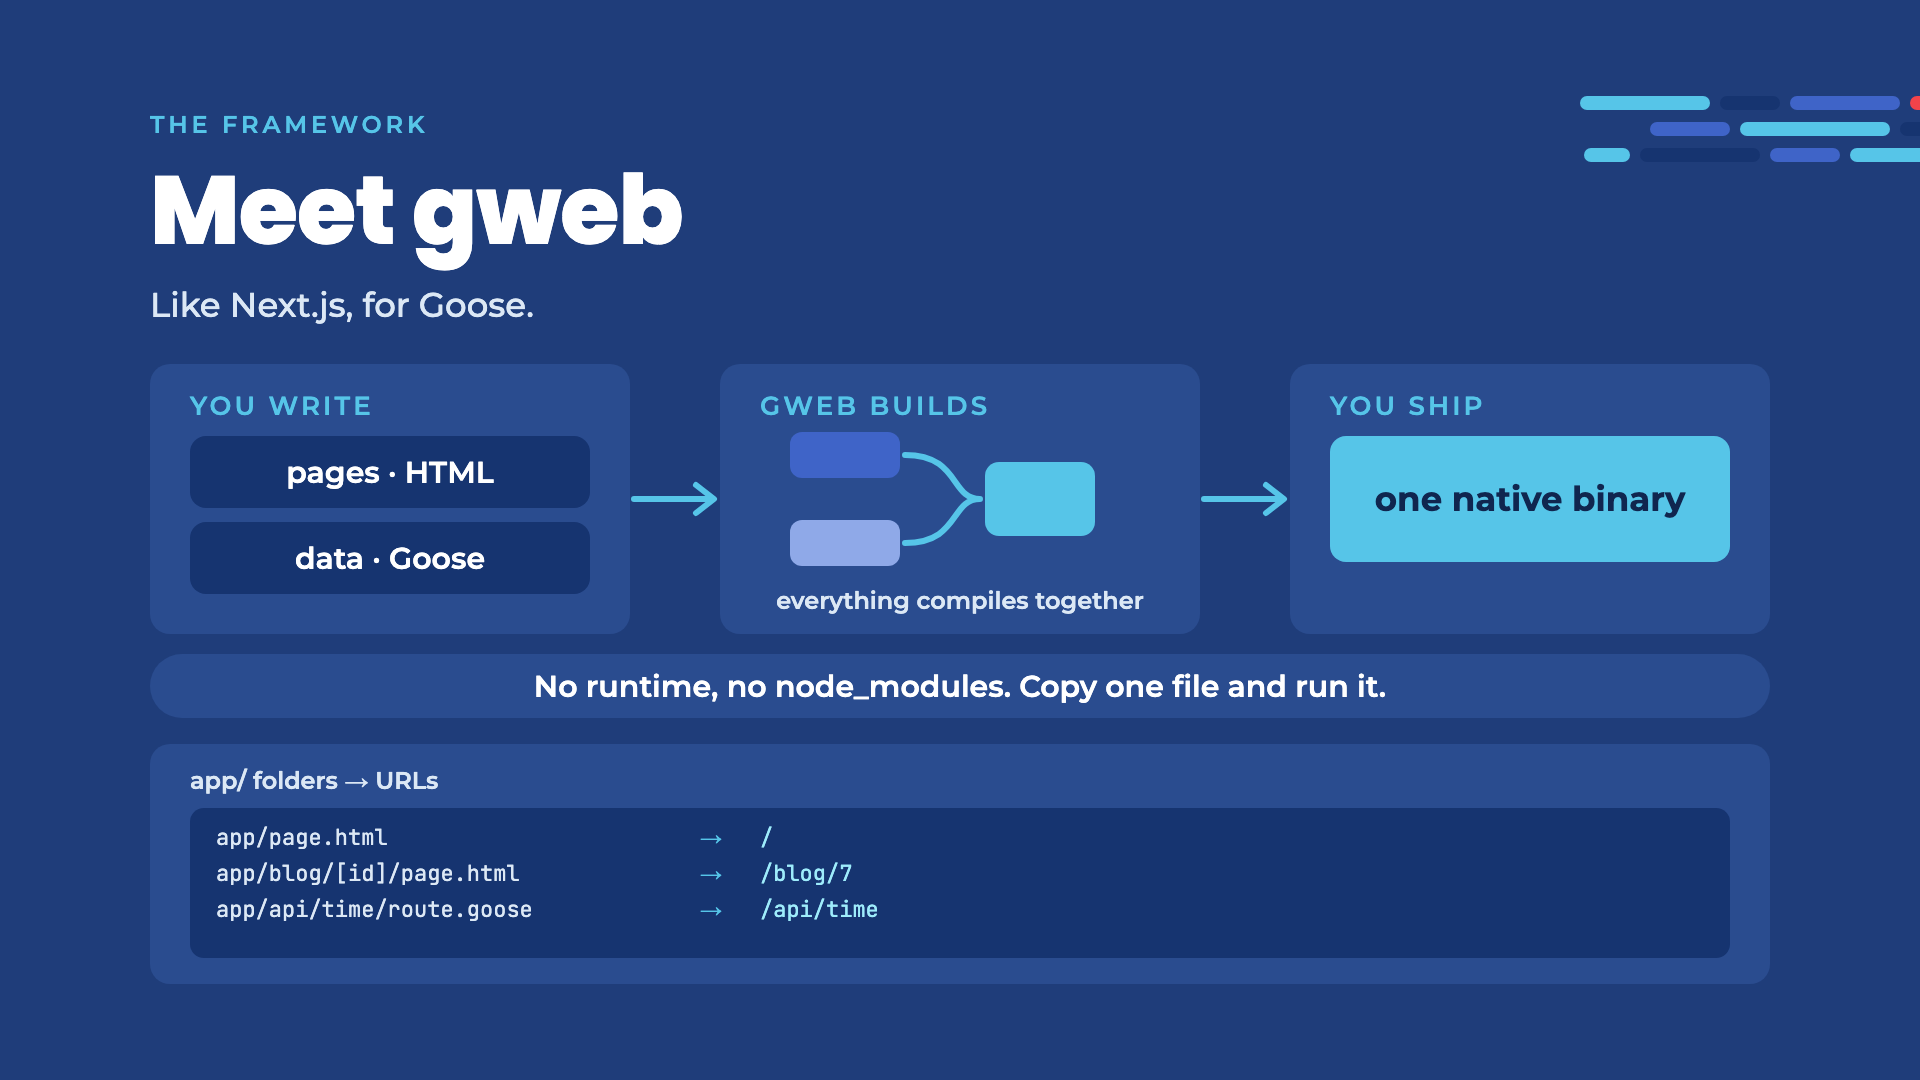 THE FRAMEWORK
Meet gweb
Like Next.js, for Goose.
YOU WRITE
pages · HTML
data · Goose
GWEB BUILDS
everything compiles together
YOU SHIP
one native binary
No runtime, no node_modules. Copy one file and run it.
app/ folders → URLs
app/page.html → /
app/blog/[id]/page.html → /blog/7
app/api/time/route.goose → /api/time